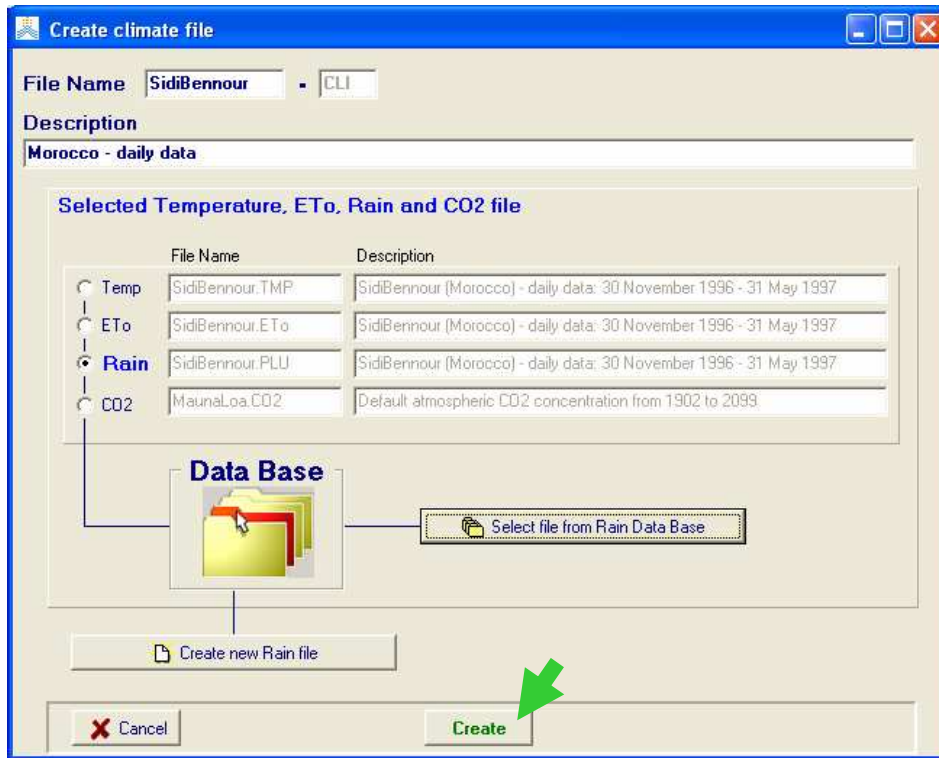 Create climate file
File Name SidiBennour - CLI
Description
Morocco - daily data
Selected Temperature, ETo, Rain and CO2 file
File Name Description
Temp SidiBennour.TMP SidiBennour (Morocco) - daily data: 30 November 1996 - 31 May 1997
ETo SidiBennour.ETo SidiBennour (Morocco) - daily data: 30 November 1996 - 31 May 1997
Rain SidiBennour.PLU SidiBennour (Morocco) - daily data: 30 November 1996 - 31 May 1997
CO2 MaunaLoa.CO2 Default atmospheric CO2 concentration from 1902 to 2099
Data Base
Select file from Rain Data Base
Create new Rain file
Cancel Create